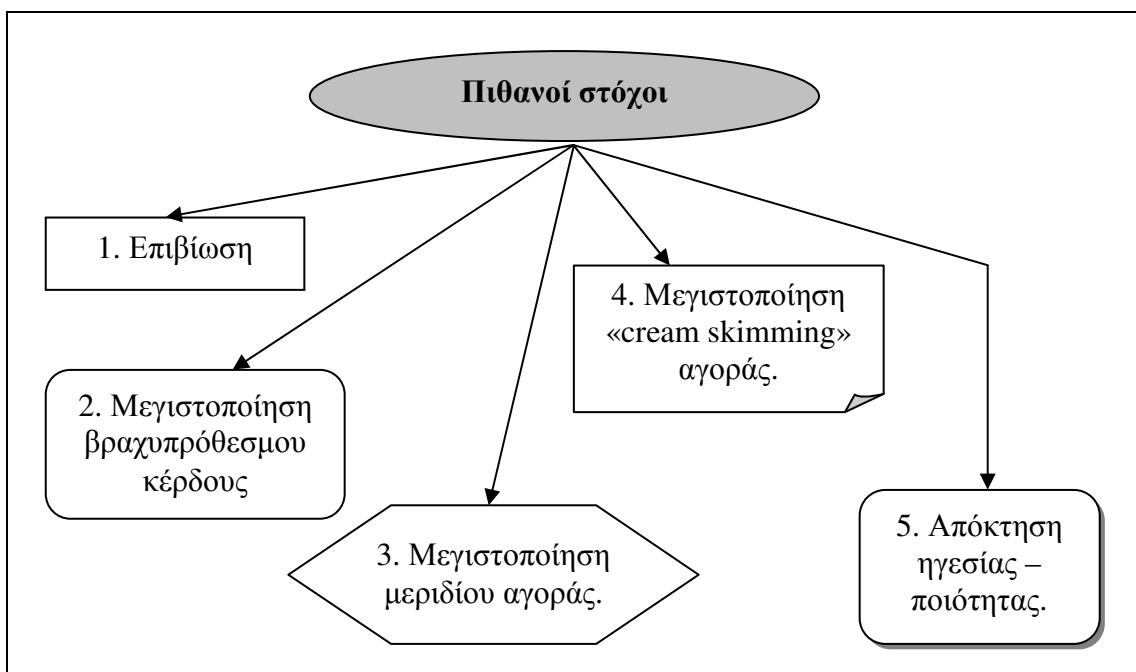 Πιθανοί στόχοι
1. Επιβίωση
2. Μεγιστοποίηση
βραχυπρόθεσμου
κέρδους
3. Μεγιστοποίηση
μεριδίου αγοράς.
4. Μεγιστοποίηση
«cream skimming»
αγοράς.
5. Απόκτηση
ηγεσίας –
ποιότητας.